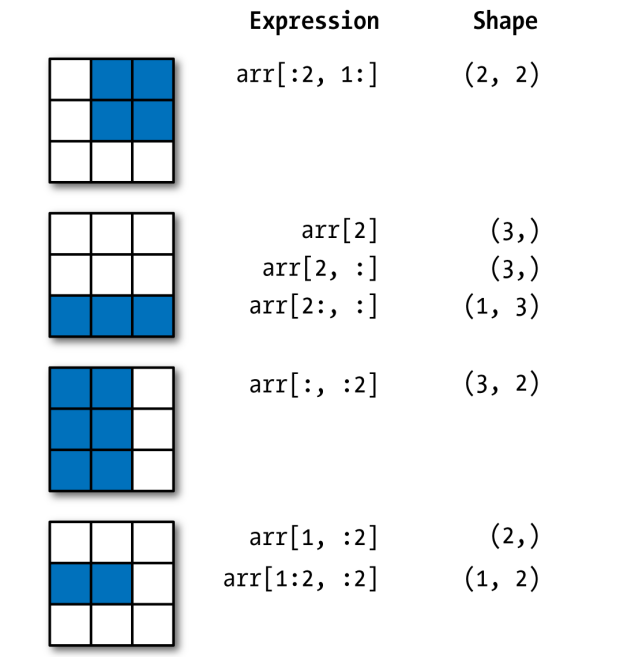 Expression Shape
arr[:2, 1:] (2, 2)
arr[2] (3,)
arr[2, :] (3,)
arr[2:, :] (1, 3)
arr[:, :2] (3, 2)
arr[1, :2] (2,)
arr[1:2, :2] (1, 2)